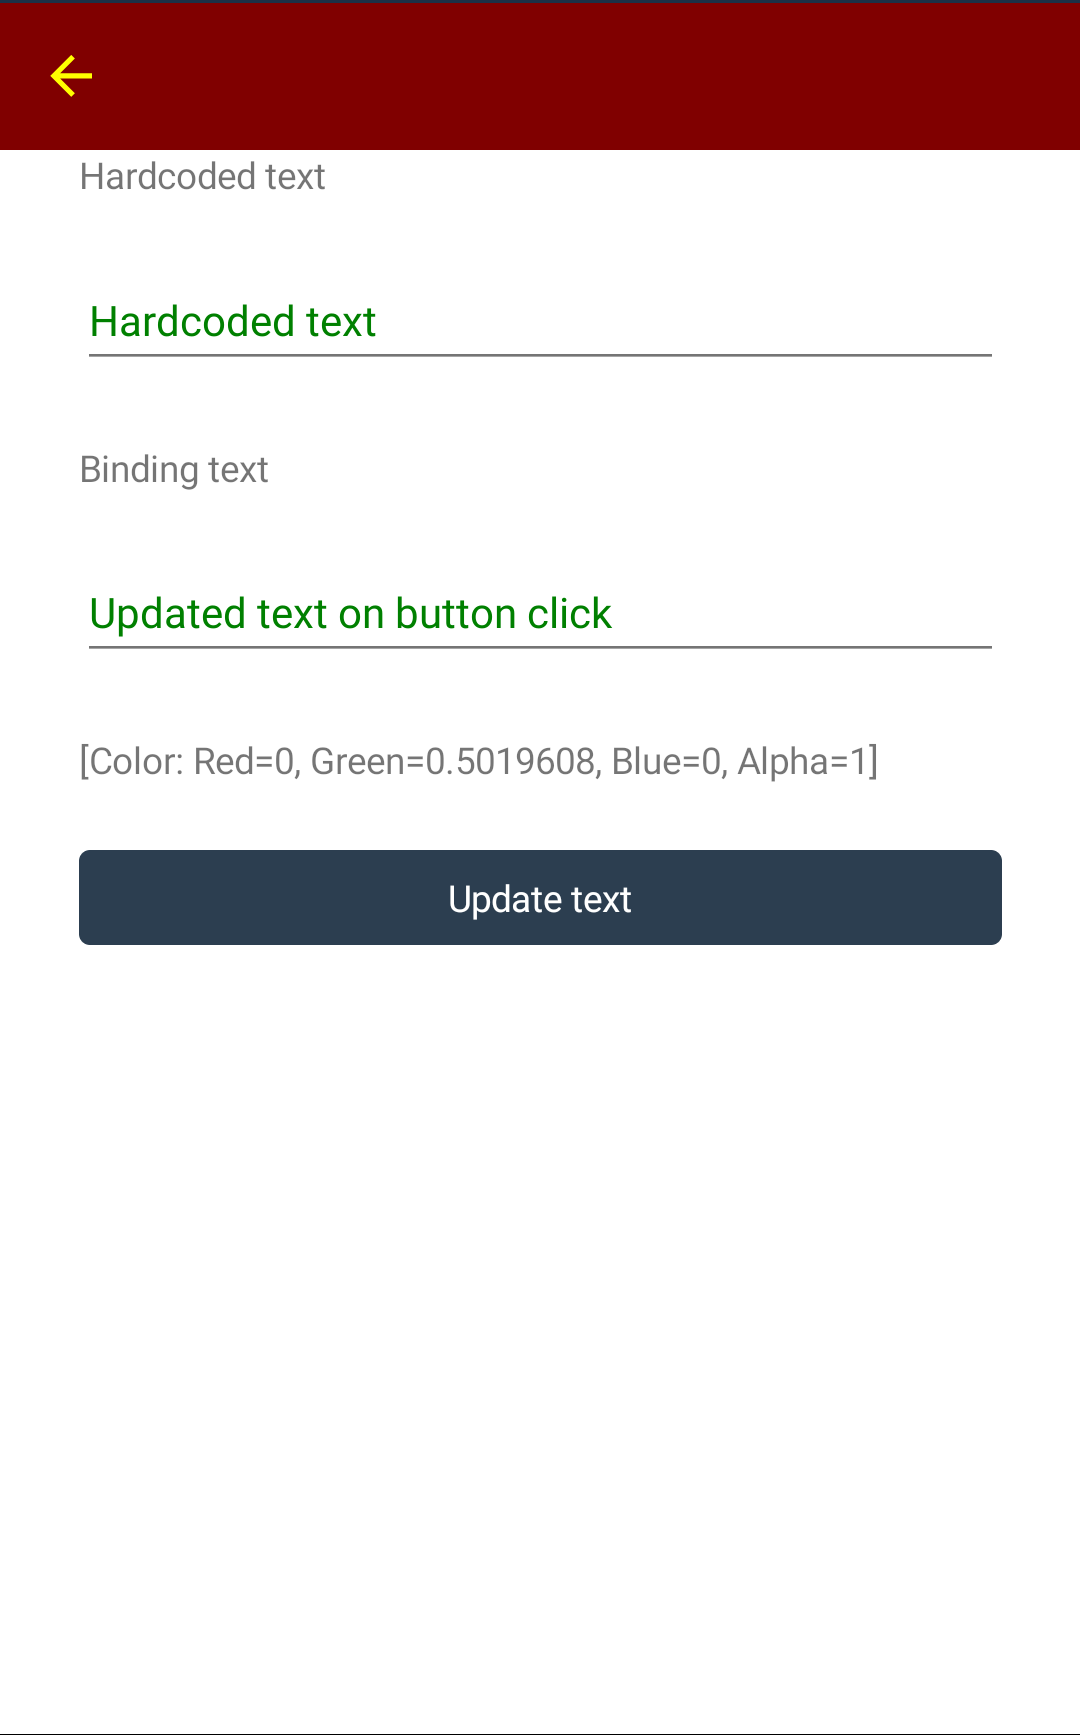 Hardcoded text
Hardcoded text
Binding text
Updated text on button click
[Color: Red=0, Green=0.5019608, Blue=0, Alpha=1]
Update text